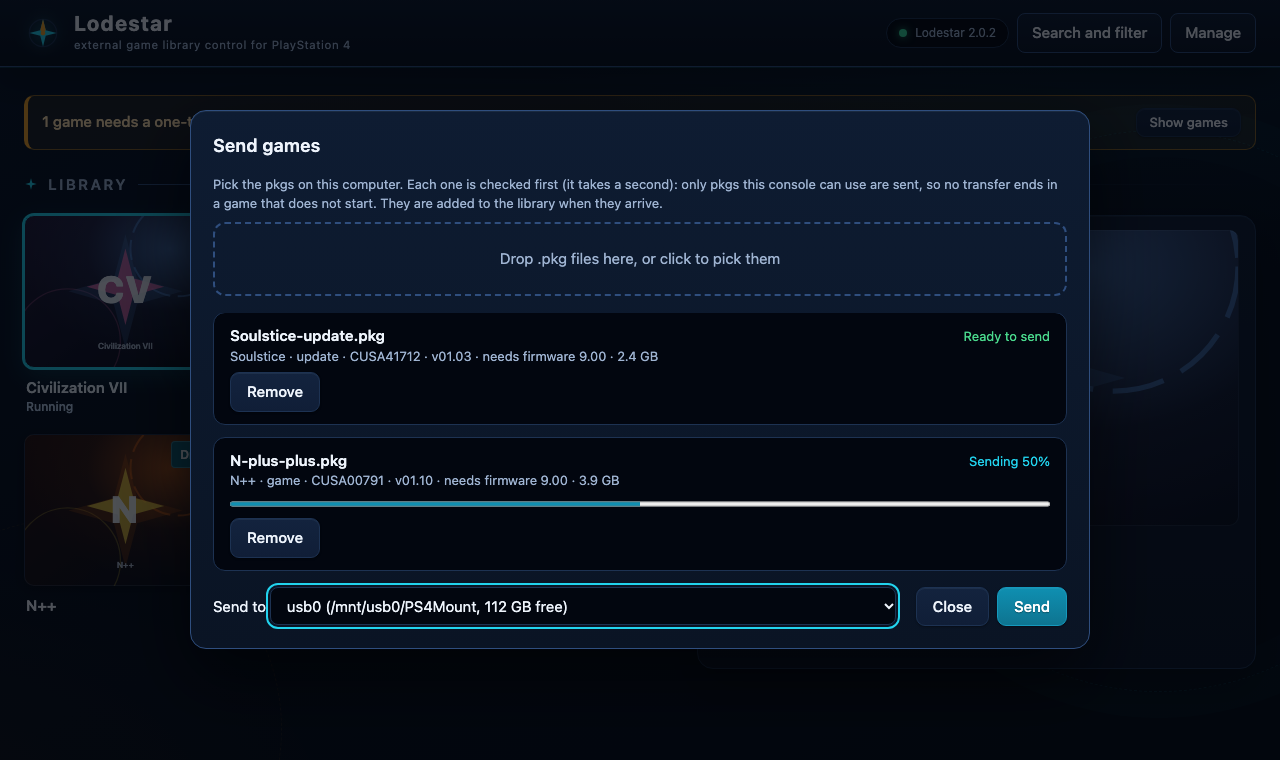 Lodestar
external game library control for PlayStation 4
Lodestar 2.0.2
Search and filter
Manage
1 game needs a one-t
Show games
LIBRARY
Send games
Pick the pkgs on this computer. Each one is checked first (it takes a second): only pkgs this console can use are sent, so no transfer ends in
a game that does not start. They are added to the library when they arrive.
Drop .pkg files here, or click to pick them
Soulstice-update.pkg
Ready to send
Soulstice · update · CUSA41712 · v01.03 · needs firmware 9.00 · 2.4 GB
Remove
N-plus-plus.pkg
Sending 50%
N++ · game · CUSA00791 · v01.10 · needs firmware 9.00 · 3.9 GB
Remove
Send to
usb0 (/mnt/usb0/PS4Mount, 112 GB free)
Close
Send
CV
Civilization VII
Civilization VII
Running
D
N
N++
N++